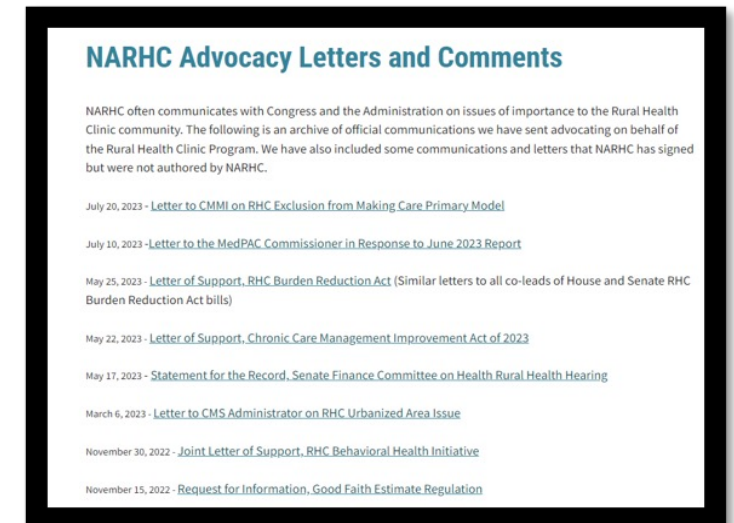 NARHC Advocacy Letters and Comments
NARHC often communicates with Congress and the Administration on issues of importance to the Rural Health
Clinic community. The following is an archive of official communications we have sent advocating on behalf of
the Rural Health Clinic Program. We have also included some communications and letters that NARHC has signed
but were not authored by NARHC.
July 20, 2023 - Letter to CMMI on RHC Exclusion from Making Care Primary Model
July 10, 2023 -Letter to the MedPAC Commissioner in Response to June 2023 Report
May 25, 2023 - Letter of Support, RHC Burden Reduction Act (Similar letters to all co-leads of House and Senate RHC
Burden Reduction Act bills)
May 22, 2023 - Letter of Support, Chronic Care Management Improvement Act of 2023
May 17, 2023 - Statement for the Record, Senate Finance Committee on Health Rural Health Hearing
March 6, 2023 - Letter to CMS Administrator on RHC Urbanized Area Issue
November 30, 2022 - Joint Letter of Support, RHC Behavioral Health Initiative
November 15, 2022 - Request for Information, Good Faith Estimate Regulation